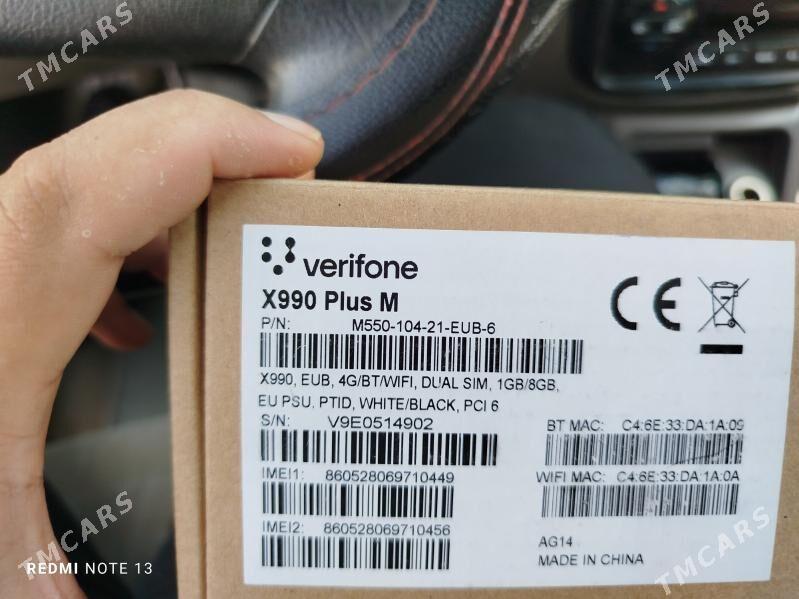 TMCARS
TMCARS
verifone
X990 Plus M
P/N: M550-104-21-EUB-6
X990, EUB, 4G/BT/WIFI, DUAL SIM, 1GB/8GB,
EU PSU, PTID, WHITE/BLACK, PCI 6
S/N: V9E0514902
BT MAC: C4:6E:33:DA:1A:09
IMEI1: 860528069710449
WIFI MAC: C4:6E:33:DA:1A:0A
IMEI2: 860528069710456
AG14
MADE IN CHINA
CE
TMCARS
TMCARS
REDMI NOTE 13